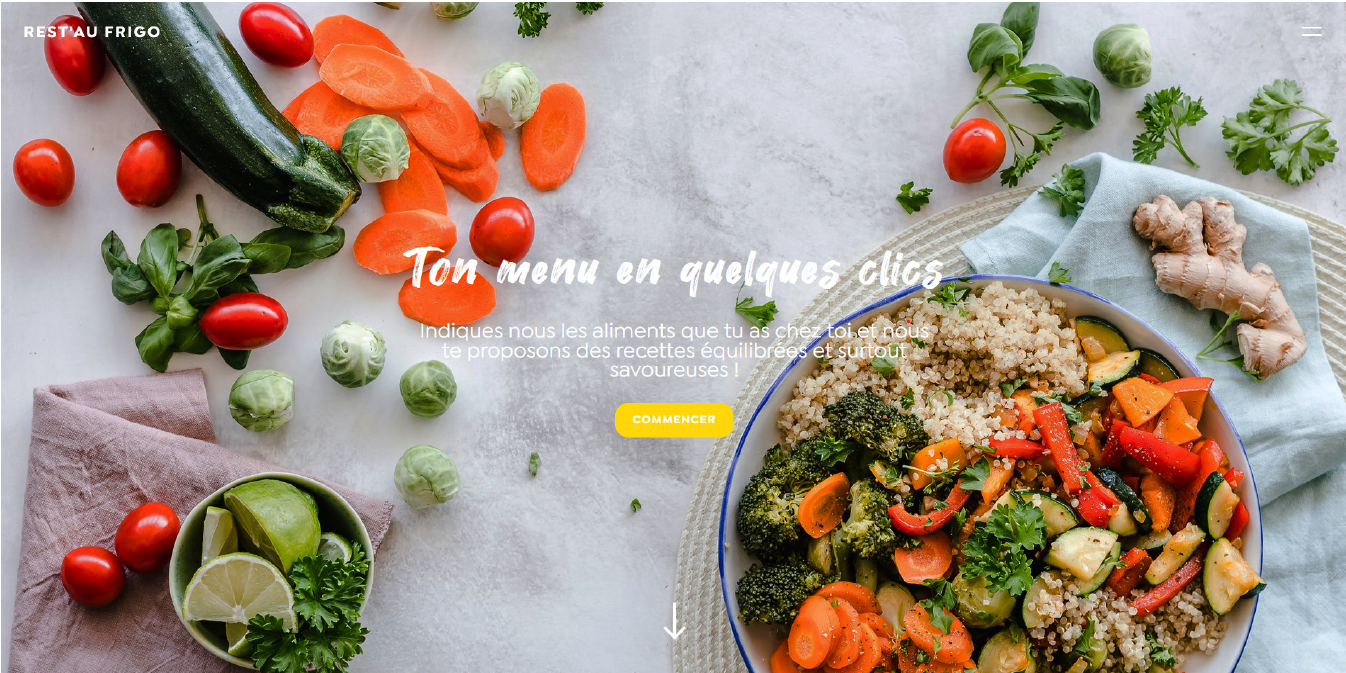 REST'AU FRIGO
Ton menu en quelques clics
Indiques nous les aliments que tu as chez toi et nous
te proposons des recettes équilibrées et surtout
savoureuses !
COMMENCER